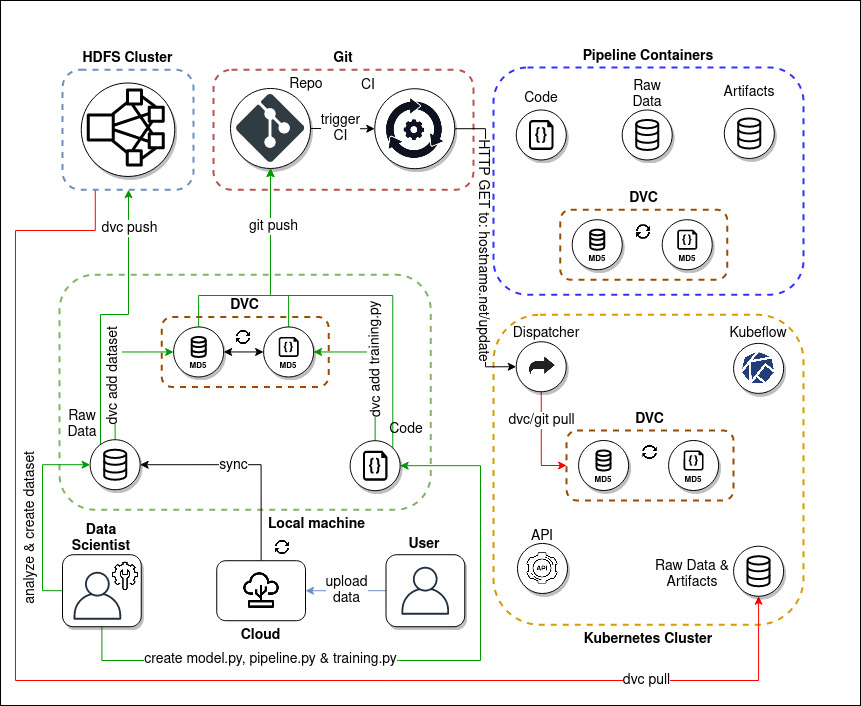 HDFS Cluster
Git
Pipeline Containers
Repo
CI
trigger
CI
Code
Raw
Data
Artifacts
HTTP GET to: hostname.net/update
DVC
MD5
MD5
dvc push
git push
DVC
MD5
MD5
dvc add dataset
dvc add training.py
Raw
Data
Code
sync
Local machine
Dispatcher
Kubeflow
dvc/git pull
DVC
MD5
MD5
API
API
Raw Data &
Artifacts
Kubernetes Cluster
analyze & create dataset
Data
Scientist
Cloud
upload
data
User
create model.py, pipeline.py & training.py
dvc pull